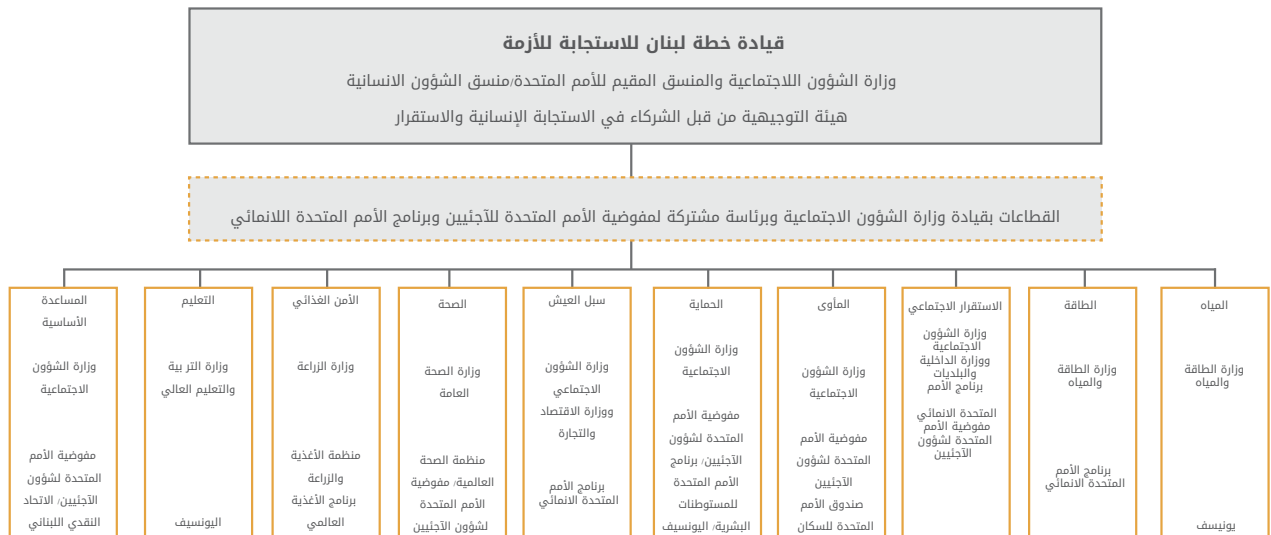 قيادة خطة لبنان للاستجابة للأزمة
وزارة الشؤون اللاجتماعية والمنسق المقيم للأمم المتحدة/منسق الشؤون الانسانية
هيئة التوجيهية من قبل الشركاء في الاستجابة الإنسانية والاستقرار
القطاعات بقيادة وزارة الشؤون الاجتماعية وبرئاسة مشتركة لمفوضية الأمم المتحدة للآجئيين وبرنامج الأمم المتحدة اللانمائي
المياه
وزارة الطاقة
والمياه
يونيسف
الطاقة
وزارة الطاقة
والمياه
برنامج الأمم
المتحدة الانمائي
الاستقرار الاجتماعي
وزارة الشؤون
الاجتماعية
ووزارة الداخلية
والبلديات
برنامج الأمم
المتحدة الانمائي
مفوضية الأمم
المتحدة لشؤون
الآجئيين
المأوى
وزارة الشؤون
الاجتماعية
مفوضية الأمم
المتحدة لشؤون
الآجئيين
صندوق الأمم
المتحدة للسكان
الحماية
وزارة الشؤون
الاجتماعية
مفوضية الأمم
المتحدة لشؤون
الآجئيين/ برنامج
الأمم المتحدة
للمستوطنات
البشرية/ اليونسيف
سبل العيش
وزارة الشؤون
الاجتماعي
ووزارة الاقتصاد
والتجارة
برنامج الأمم
المتحدة الانمائي
الصحة
وزارة الصحة
العامة
منظمة الصحة
العالمية/ مفوضية
الأمم المتحدة
لشؤون الآجئيين
الأمن الغذائي
وزارة الزراعة
منظمة الأغذية
والزراعة
برنامج الأغذية
العالمي
التعليم
وزارة التر بية
والتعليم العالي
اليونسيف
المساعدة
الأساسية
وزارة الشؤون
الاجتماعية
مفوضية الأمم
المتحدة لشؤون
الآجئيين/ الاتحاد
النقدي اللبناني